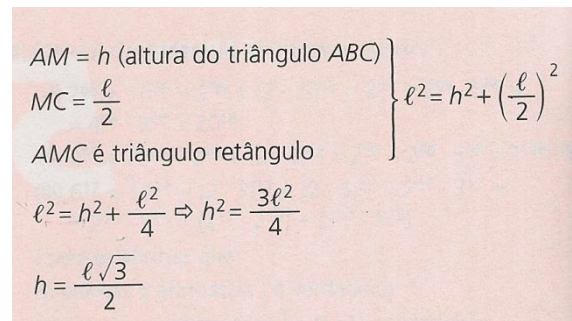 AM = h (altura do triângulo ABC)
MC = ℓ/2
AMC é triângulo retângulo
ℓ² = h² + (ℓ/2)²
ℓ² = h² + ℓ²/4 ⇨ h² = 3ℓ²/4
h = ℓ√3/2